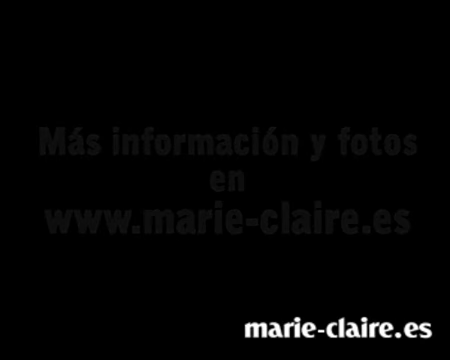 Más información y fotos
en
www.marie-claire.es
marie-claire.es